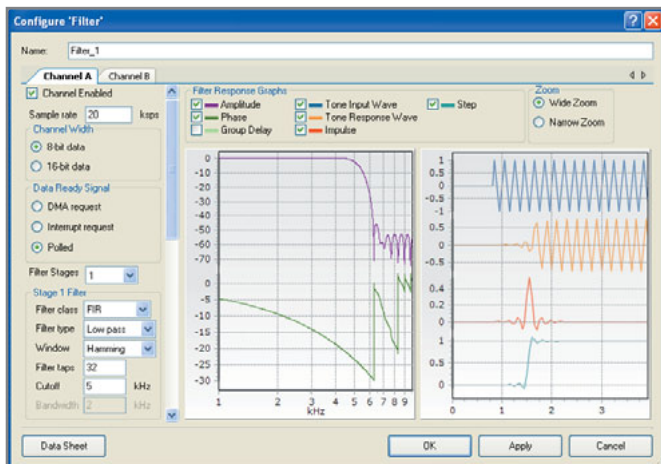 Configure 'Filter'
Name: Filter_1
Channel A Channel B
Channel Enabled
Sample rate 20 ksps
Channel Width
8-bit data
16-bit data
Data Ready Signal
DMA request
Interrupt request
Polled
Filter Stages 1
Stage 1 Filter
Filter class FIR
Filter type Low pass
Window Hamming
Filter taps 32
Cutoff 5 kHz
Bandwidth 2 kHz
Filter Response Graphs
Amplitude Tone Input Wave Step
Phase Tone Response Wave
Group Delay Impulse
Zoom
Wide Zoom
Narrow Zoom
0
-10
-20
-30
-40
-50
-60
-70
0
-5
-10
-15
-20
-25
-30
1 2 3 4 5 6 7 8 9
kHz
1
0.5
0
-0.5
-1
0.5
0
-0.5
0.4
0.2
0
1
0.5
0
0 1 2 3
Data Sheet OK Apply Cancel